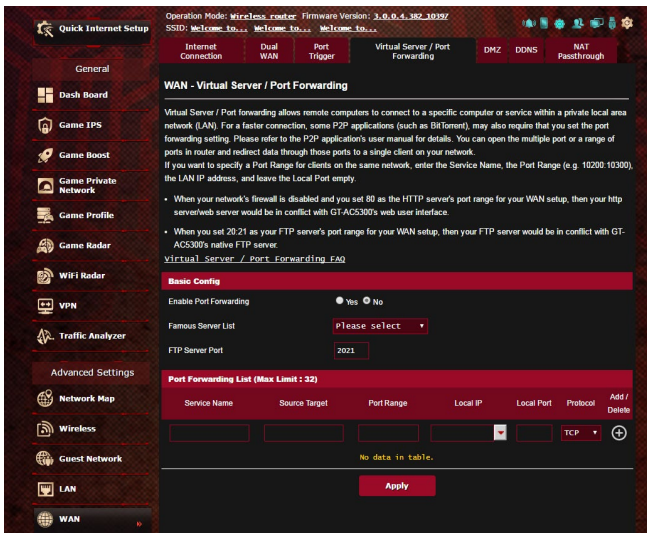 Quick Internet Setup
General
Dash Board
Game IPS
Game Boost
Game Private
Network
Game Profile
Game Radar
WiFi Radar
VPN
Traffic Analyzer
Advanced Settings
Network Map
Wireless
Guest Network
LAN
WAN
Operation Mode: Wireless router Firmware Version: 3.0.0.4.382_10397
SSID: Welcome to... Welcome to... Welcome to...
Internet
Connection
Dual
WAN
Port
Trigger
Virtual Server / Port
Forwarding
DMZ
DDNS
NAT
Passthrough
WAN - Virtual Server / Port Forwarding
Virtual Server / Port forwarding allows remote computers to connect to a specific computer or service within a private local area
network (LAN). For a faster connection, some P2P applications (such as BitTorrent), may also require that you set the port
forwarding setting. Please refer to the P2P application's user manual for details. You can open the multiple port or a range of
ports in router and redirect data through those ports to a single client on your network.
If you want to specify a Port Range for clients on the same network, enter the Service Name, the Port Range (e.g. 10200:10300),
the LAN IP address, and leave the Local Port empty.
• When your network's firewall is disabled and you set 80 as the HTTP server's port range for your WAN setup, then your http
server/web server would be in conflict with GT-AC5300's web user interface.
• When you set 20:21 as your FTP server's port range for your WAN setup, then your FTP server would be in conflict with GT-
AC5300's native FTP server.
Virtual Server / Port Forwarding FAQ
Basic Config
Enable Port Forwarding Yes No
Famous Server List Please select
FTP Server Port 2021
Port Forwarding List (Max Limit : 32)
Service Name Source Target Port Range Local IP Local Port Protocol Add /
Delete
TCP
No data in table.
Apply